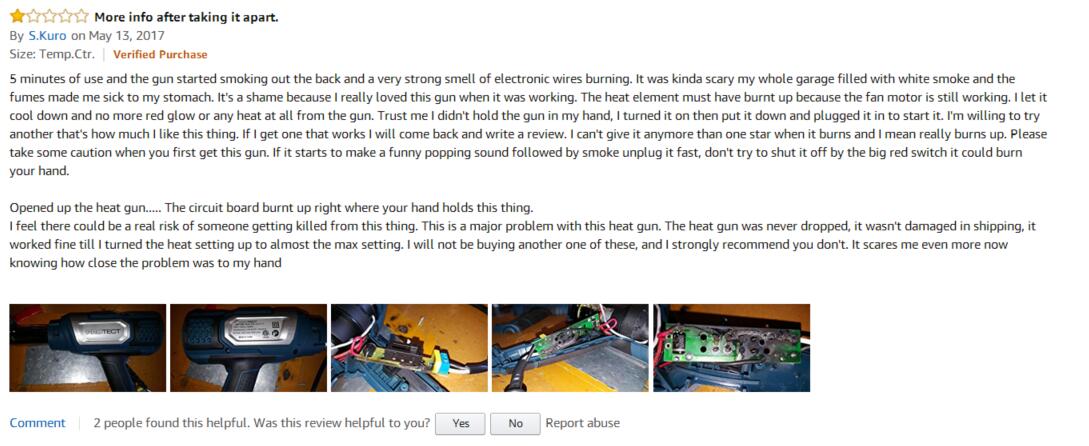 More info after taking it apart.
By S.Kuro on May 13, 2017
Size: Temp.Ctr. | Verified Purchase
5 minutes of use and the gun started smoking out the back and a very strong smell of electronic wires burning. It was kinda scary my whole garage filled with white smoke and the
fumes made me sick to my stomach. It's a shame because I really loved this gun when it was working. The heat element must have burnt up because the fan motor is still working. I let it
cool down and no more red glow or any heat at all from the gun. Trust me I didn't hold the gun in my hand, I turned it on then put it down and plugged it in to start it. I'm willing to try
another that's how much I like this thing. If I get one that works I will come back and write a review. I can't give it anymore than one star when it burns and I mean really burns up. Please
take some caution when you first get this gun. If it starts to make a funny popping sound followed by smoke unplug it fast, don't try to shut it off by the big red switch it could burn
your hand.
Opened up the heat gun..... The circuit board burnt up right where your hand holds this thing.
I feel there could be a real risk of someone getting killed from this thing. This is a major problem with this heat gun. The heat gun was never dropped, it wasn't damaged in shipping, it
worked fine till I turned the heat setting up to almost the max setting. I will not be buying another one of these, and I strongly recommend you don't. It scares me even more now
knowing how close the problem was to my hand
Comment | 2 people found this helpful. Was this review helpful to you? Yes No Report abuse